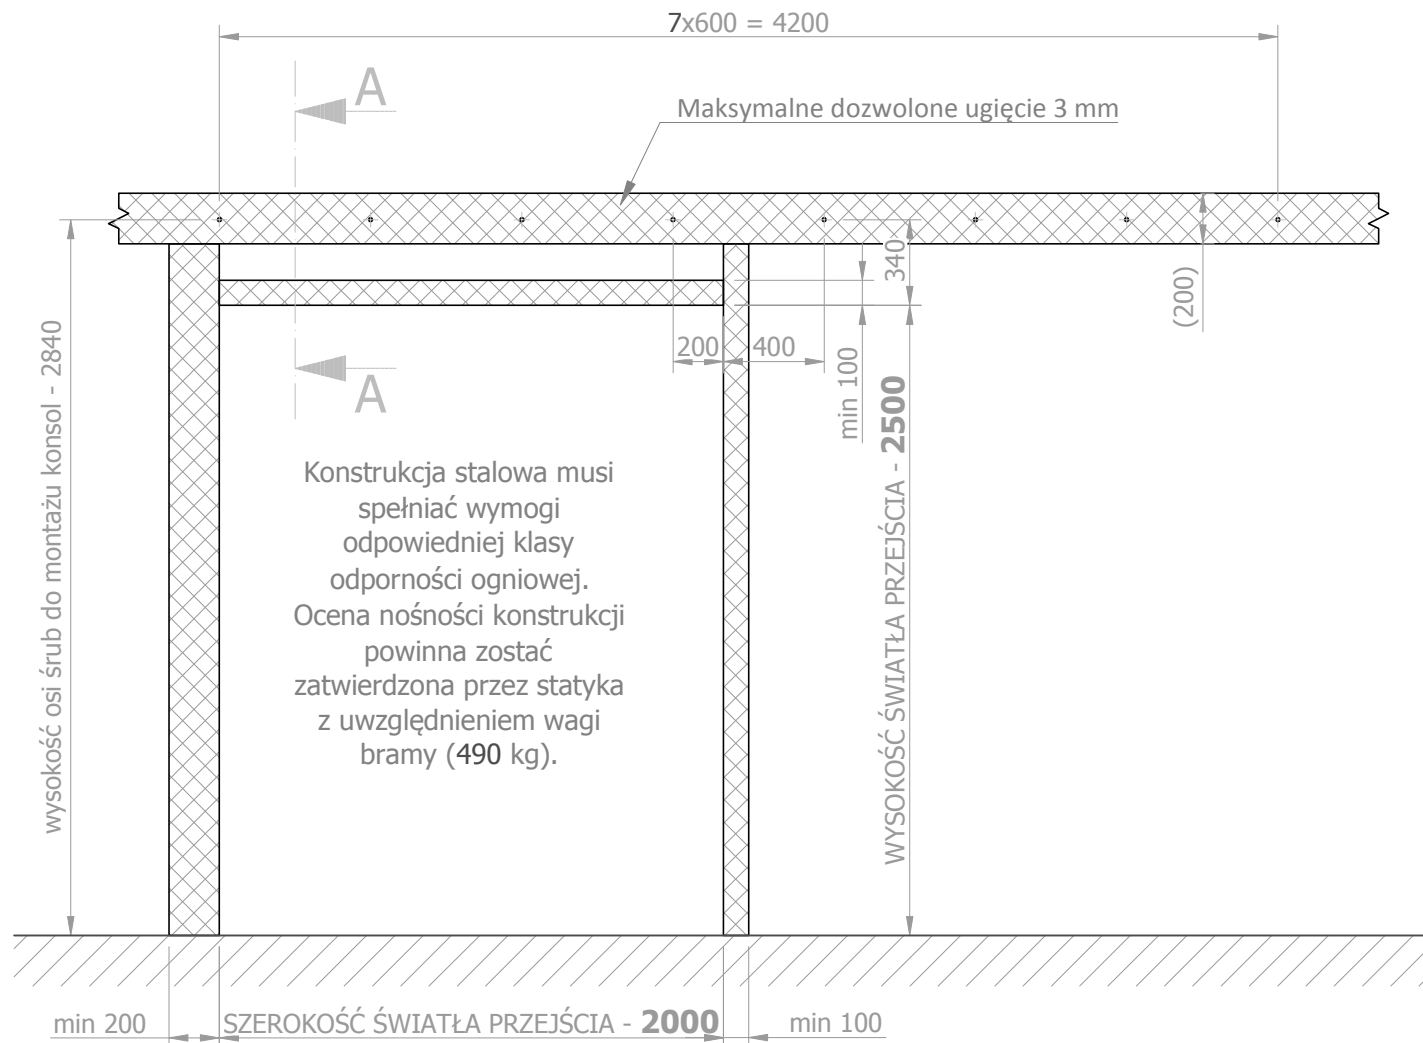 7x600 = 4200
A
Maksymalne dozwolone ugięcie 3 mm
340
(200)
200
400
min 100
A
wysokość osi śrub do montażu konsol - 2840
WYSOKOŚĆ ŚWIATŁA PRZEJŚCIA - 2500
Konstrukcja stalowa musi
spełniać wymogi
odpowiedniej klasy
odporności ogniowej.
Ocena nośności konstrukcji
powinna zostać
zatwierdzona przez statyka
z uwzględnieniem wagi
bramy (490 kg).
min 200
SZEROKOŚĆ ŚWIATŁA PRZEJŚCIA - 2000
min 100